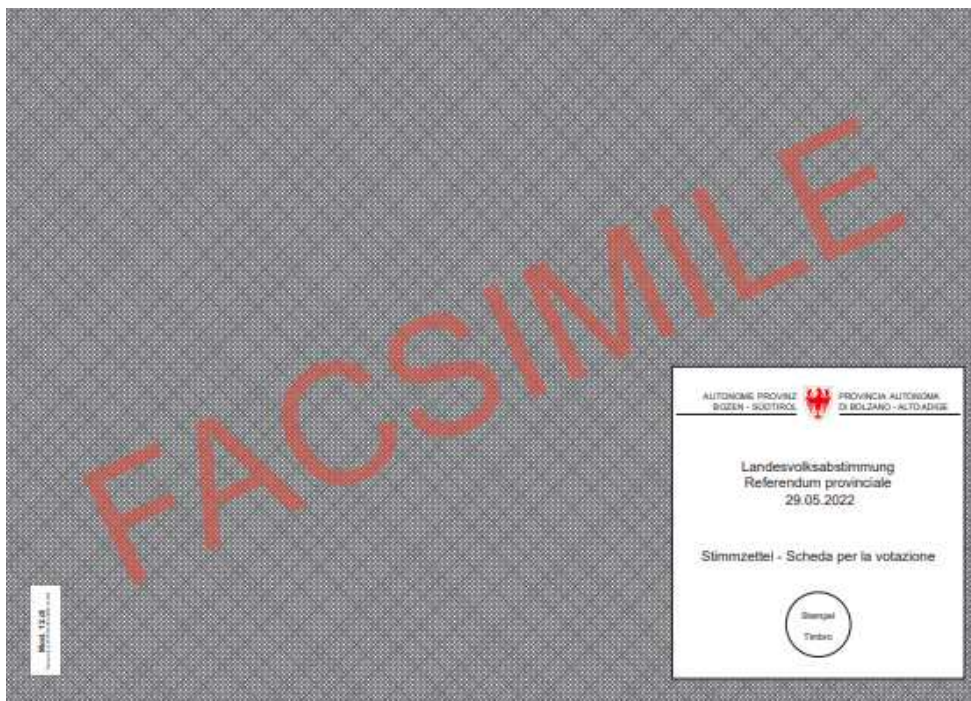 FACSIMILE
AUTONOME PROVINZ
BOZEN - SÜDTIROL
PROVINCIA AUTONOMA
DI BOLZANO - ALTO ADIGE
Landesvolksabstimmung
Referendum provinciale
29.05.2022
Stimmzettel - Scheda per la votazione
Stempel
Timbro